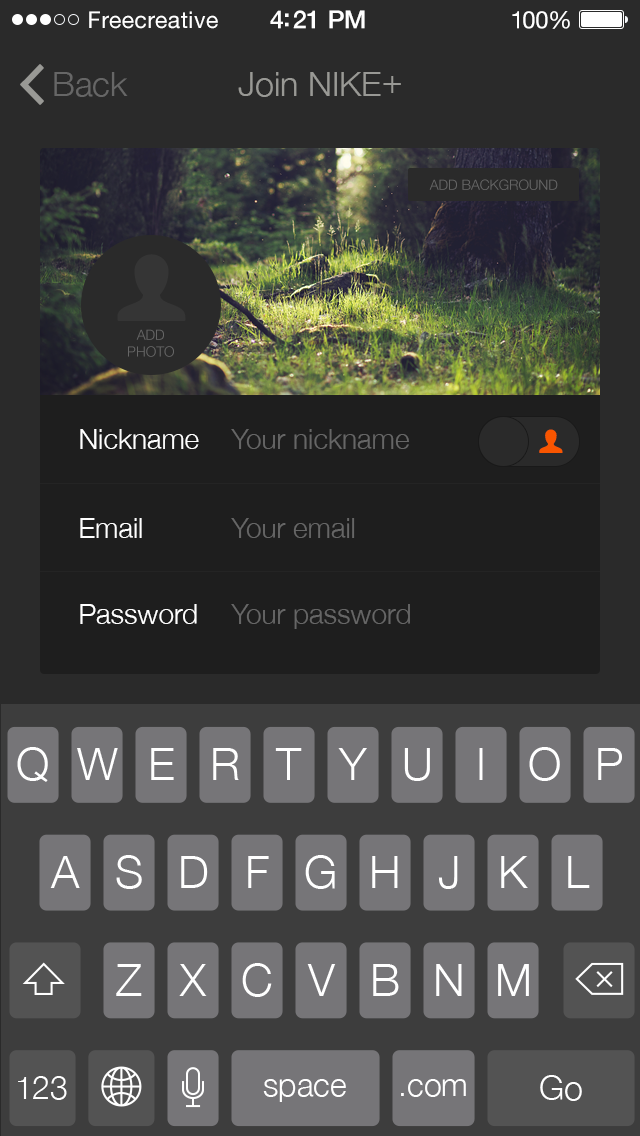 Freecreative 4:21 PM 100%
Back Join NIKE+
ADD BACKGROUND
ADD
PHOTO
Nickname Your nickname
Email Your email
Password Your password
Q W E R T Y U I O P
A S D F G H J K L
Z X C V B N M
123 space .com Go